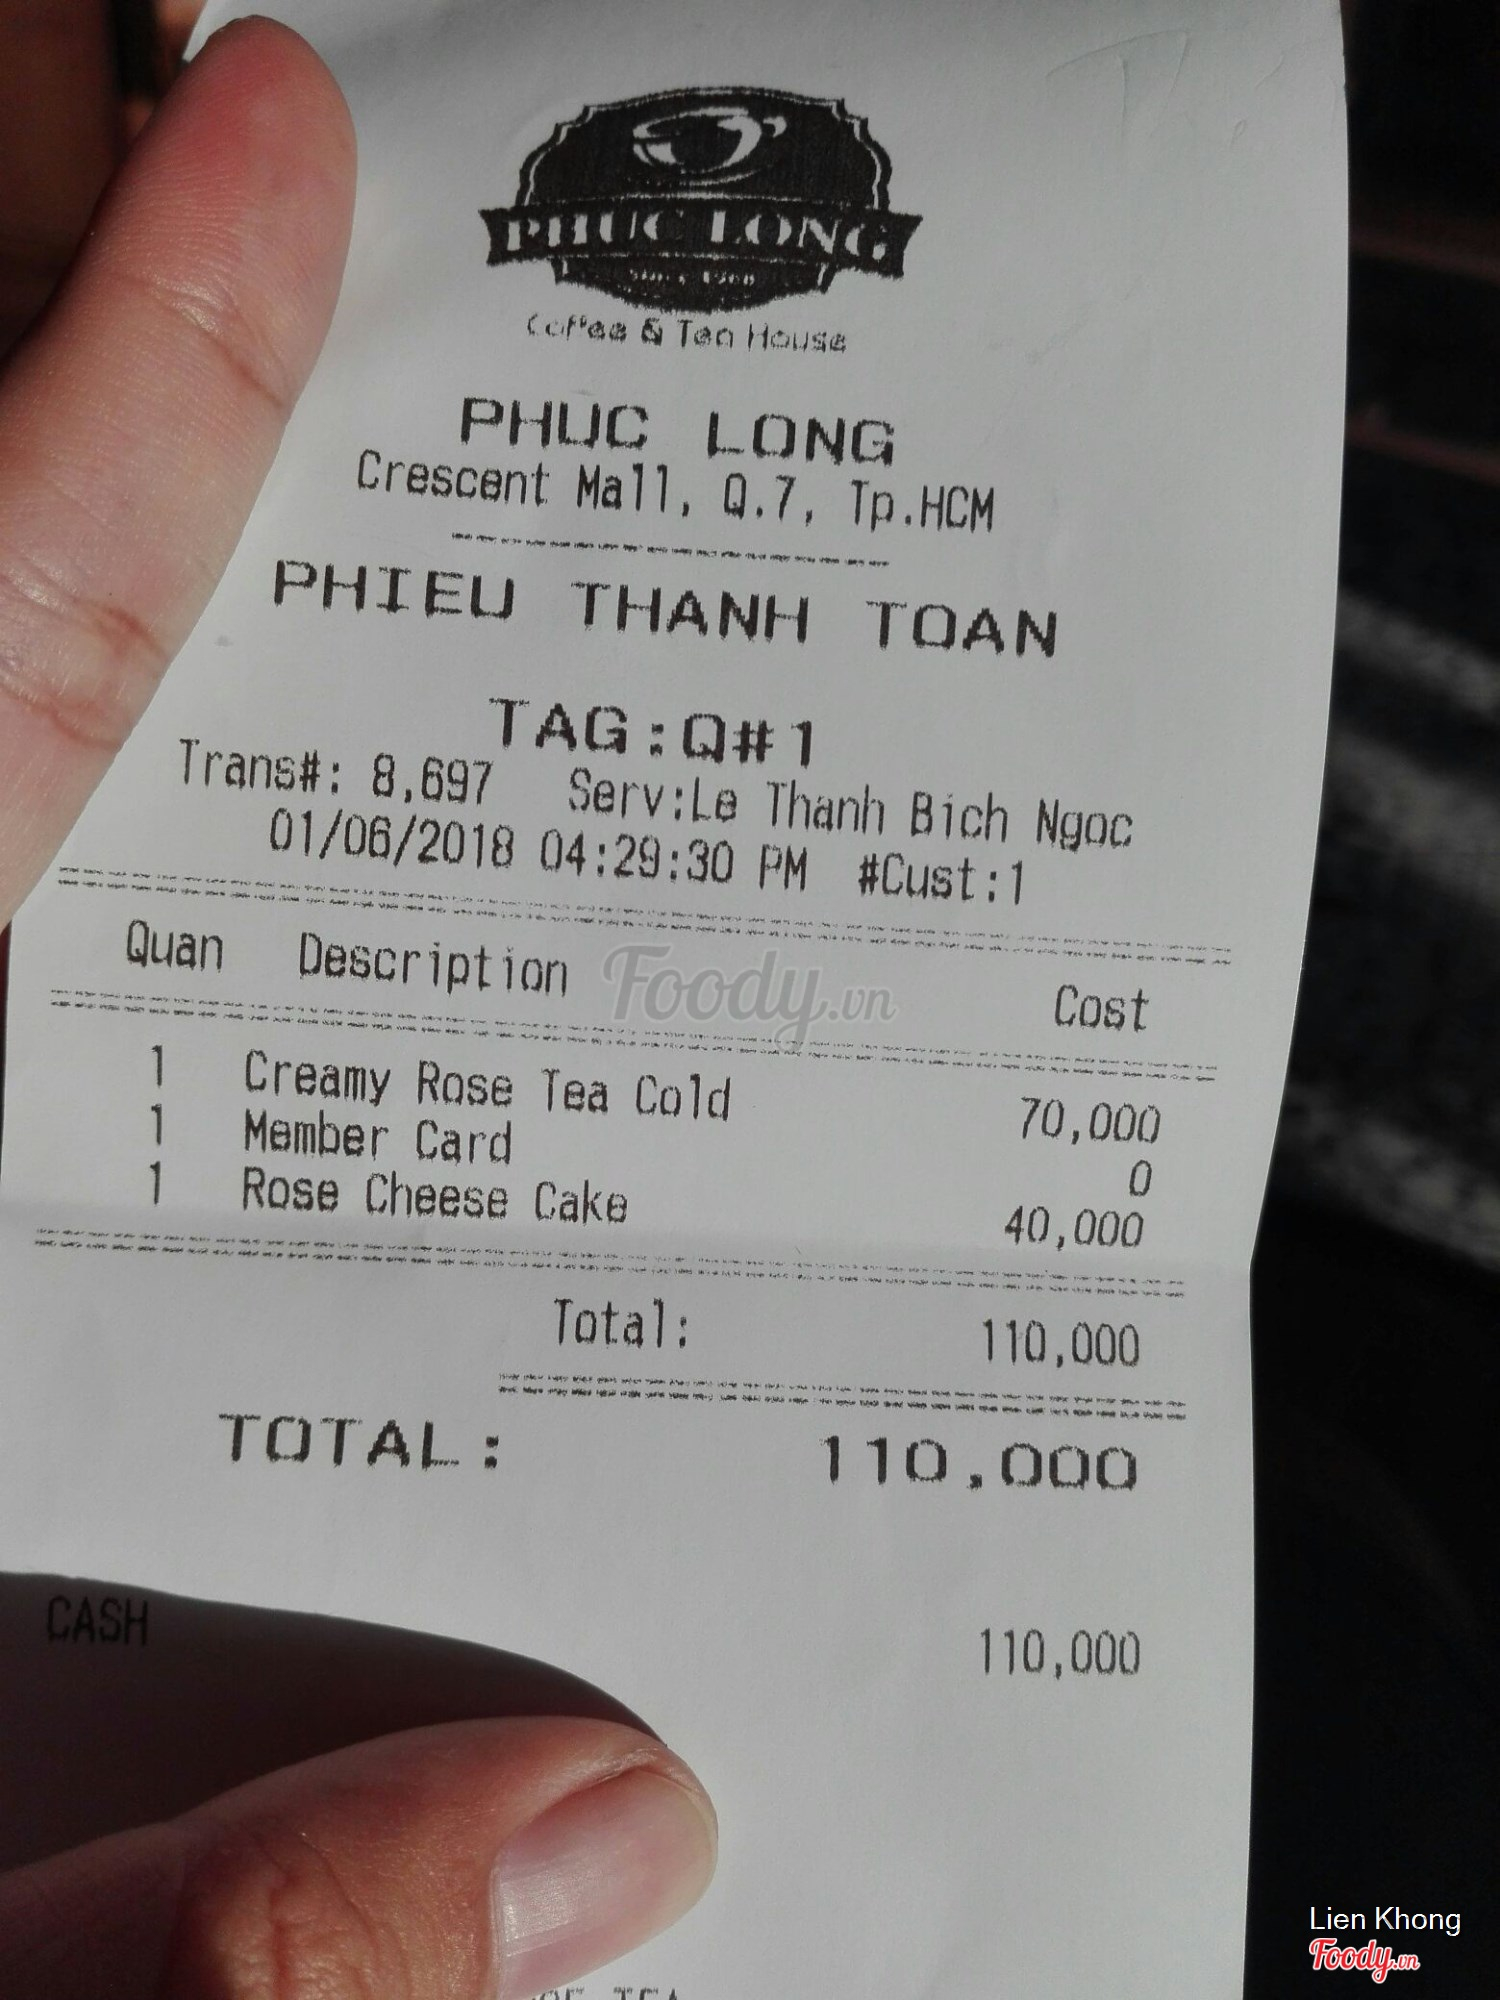 PHUC LONG
Since 1968
Coffee & Tea House
PHUC LONG
Crescent Mall, Q.7, Tp.HCM
PHIEU THANH TOAN
TAG:Q#1
Trans#: 8,697 Serv:Le Thanh Bich Ngoc
01/06/2018 04:29:30 PM #Cust:1
Quan Description Cost
Foody.vn
1 Creamy Rose Tea Cold 70,000
1 Member Card 0
1 Rose Cheese Cake 40,000
Total: 110,000
TOTAL: 110,000
CASH 110,000
Lien Khong
Foody.vn